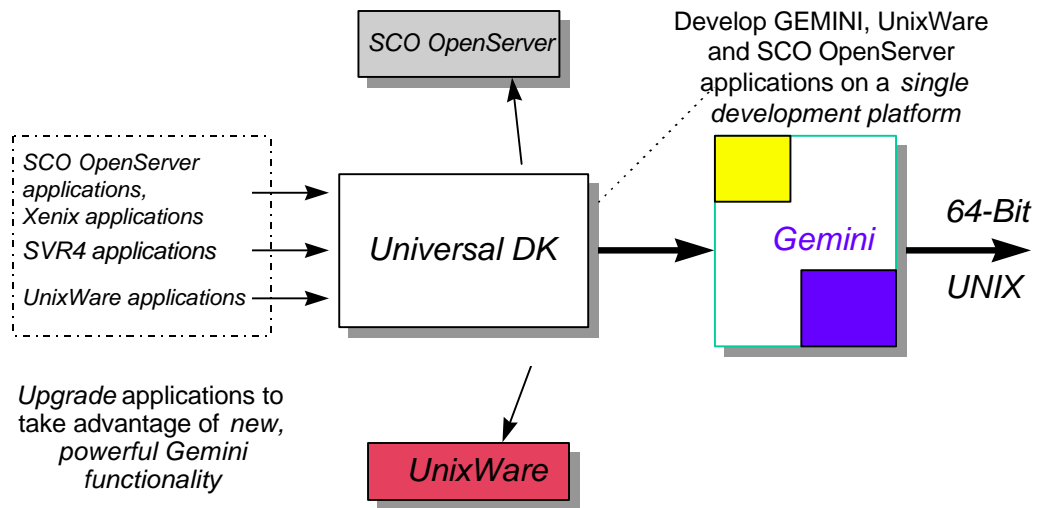 SCO OpenServer
Develop GEMINI, UnixWare
and SCO OpenServer
applications on a single
development platform
SCO OpenServer
applications,
Xenix applications
SVR4 applications
UnixWare applications
Universal DK
Gemini
64-Bit
UNIX
Upgrade applications to
take advantage of new,
powerful Gemini
functionality
UnixWare